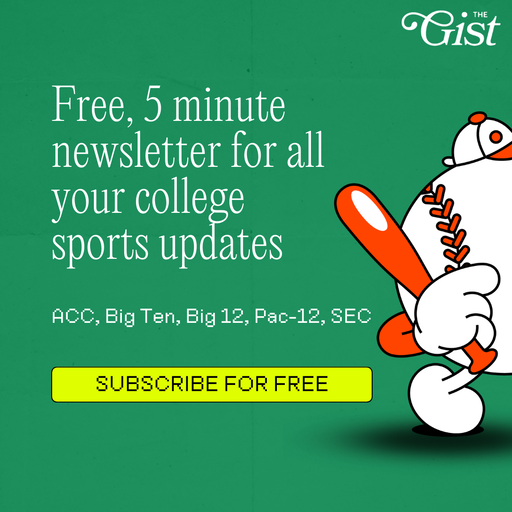 THE
Gist
Free, 5 minute
newsletter for all
your college
sports updates
ACC, Big Ten, Big 12, Pac-12, SEC
SUBSCRIBE FOR FREE